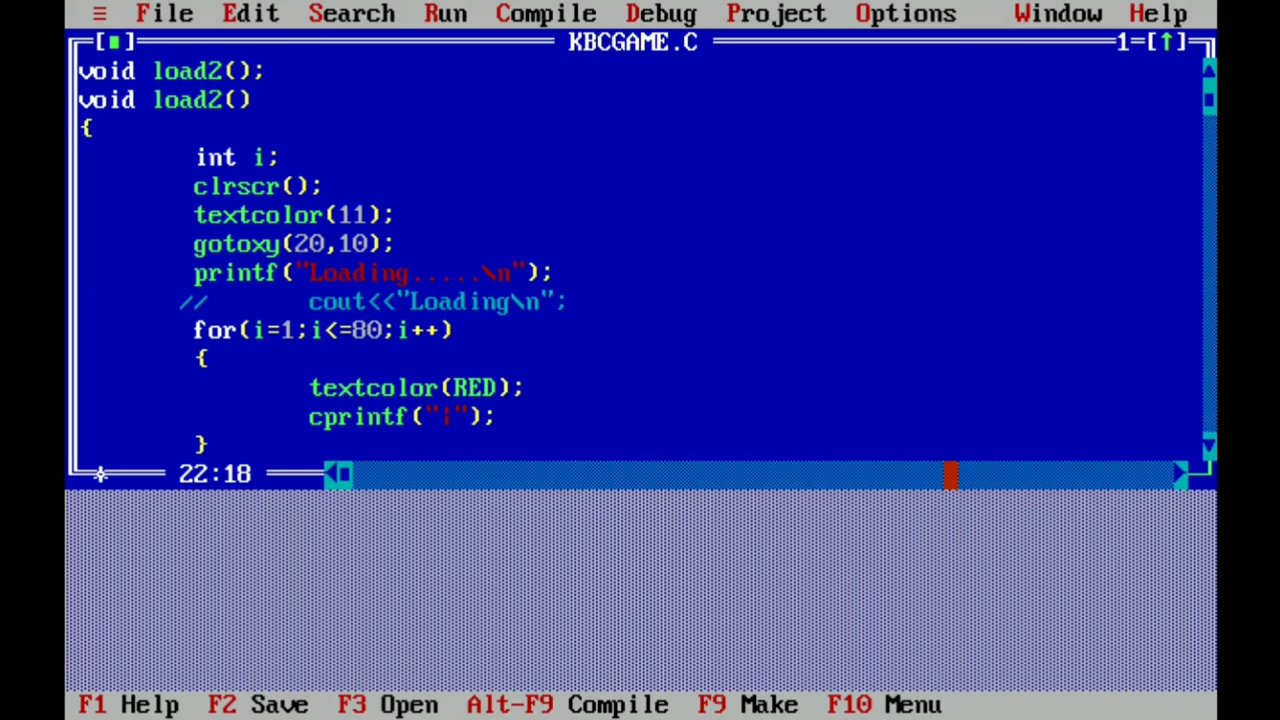 ≡ File Edit Search Run Compile Debug Project Options Window Help
[■] KBCGAME.C 1=[↑]
void load2();
void load2()
{
int i;
clrscr();
textcolor(11);
gotoxy(20,10);
printf("Loading.....\n");
// cout<<"Loading\n";
for(i=1;i<=80;i++)
{
textcolor(RED);
cprintf("|");
}
22:18
F1 Help F2 Save F3 Open Alt-F9 Compile F9 Make F10 Menu